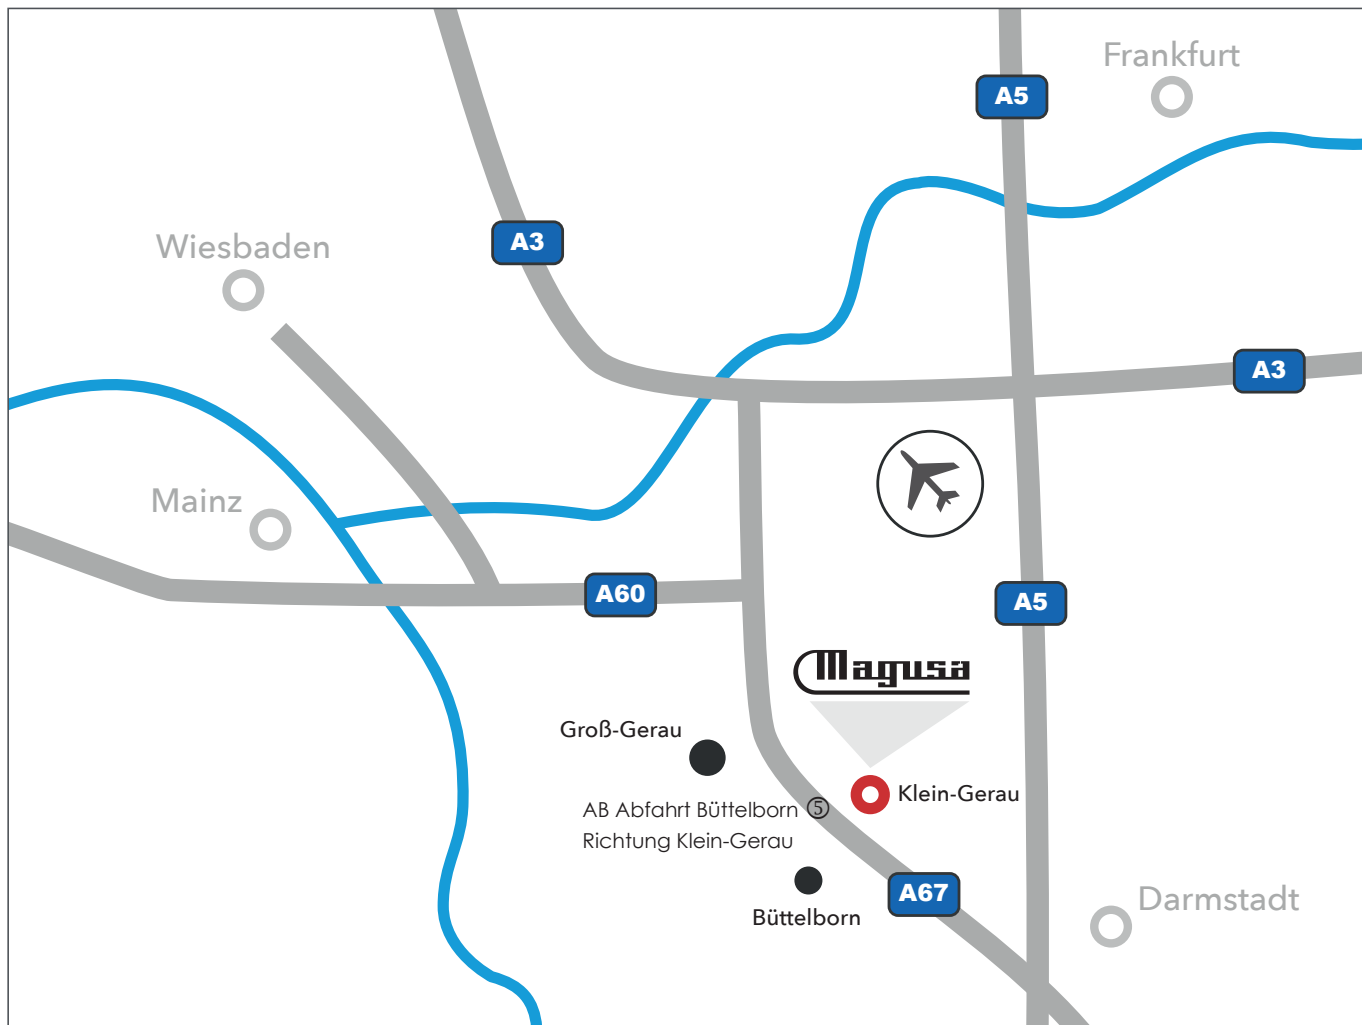 Frankfurt
A5
A3
Wiesbaden
A3
Mainz
A60
A5
Magusa
Groß-Gerau
Klein-Gerau
AB Abfahrt Büttelborn ⑤
Richtung Klein-Gerau
A67
Darmstadt
Büttelborn